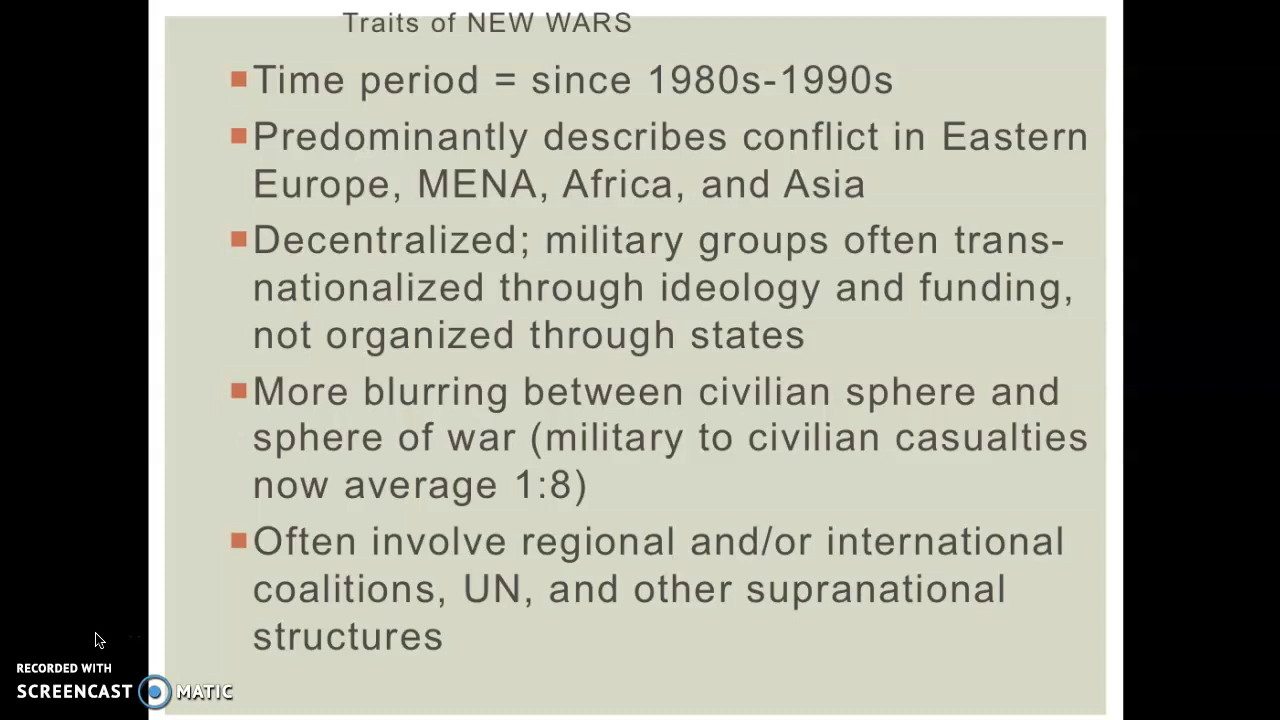 Traits of NEW WARS
Time period = since 1980s-1990s
Predominantly describes conflict in Eastern
Europe, MENA, Africa, and Asia
Decentralized; military groups often trans-
nationalized through ideology and funding,
not organized through states
More blurring between civilian sphere and
sphere of war (military to civilian casualties
now average 1:8)
Often involve regional and/or international
coalitions, UN, and other supranational
structures
RECORDED WITH
SCREENCAST MATIC